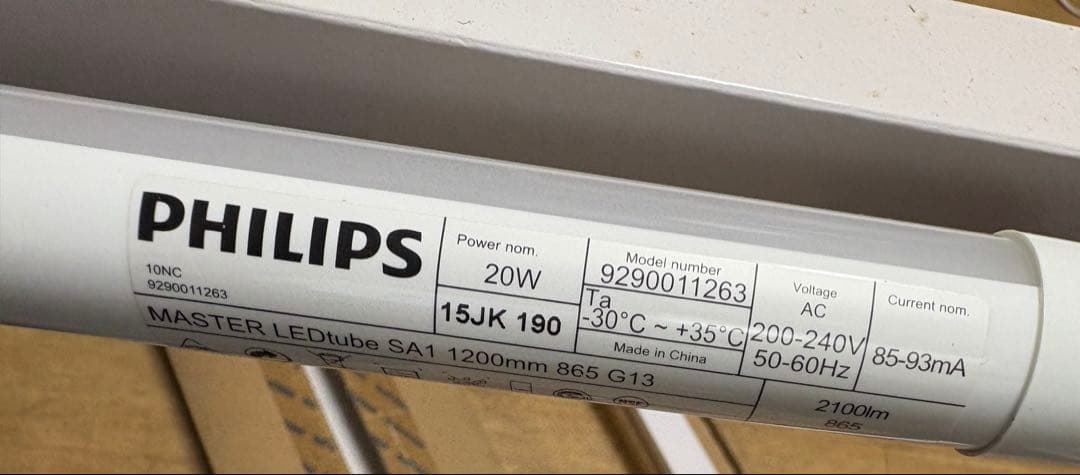 PHILIPS
10NC
9290011263
Power nom.
20W
15JK 190
Model number
9290011263
Ta
-30°C ~ +35°C
Made in China
Voltage
AC
200-240V
50-60Hz
Current nom.
85-93mA
MASTER LEDtube SA1 1200mm 865 G13
2100lm
865